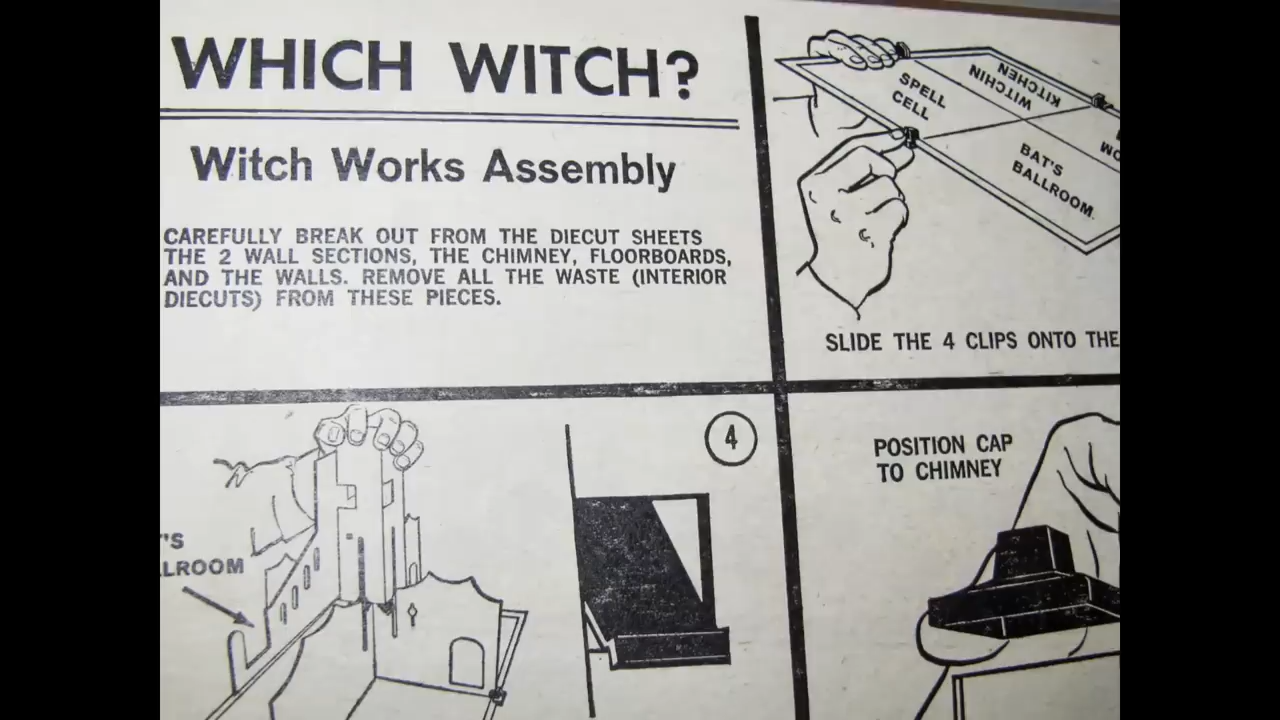 WHICH WITCH?
Witch Works Assembly
CAREFULLY BREAK OUT FROM THE DIECUT SHEETS
THE 2 WALL SECTIONS, THE CHIMNEY, FLOORBOARDS,
AND THE WALLS. REMOVE ALL THE WASTE (INTERIOR
DIECUTS) FROM THESE PIECES.
SPELL
CELL
WITCHIN
KITCHEN
BAT'S
BALLROOM
SLIDE THE 4 CLIPS ONTO THE
'S
LLROOM
4
POSITION CAP
TO CHIMNEY